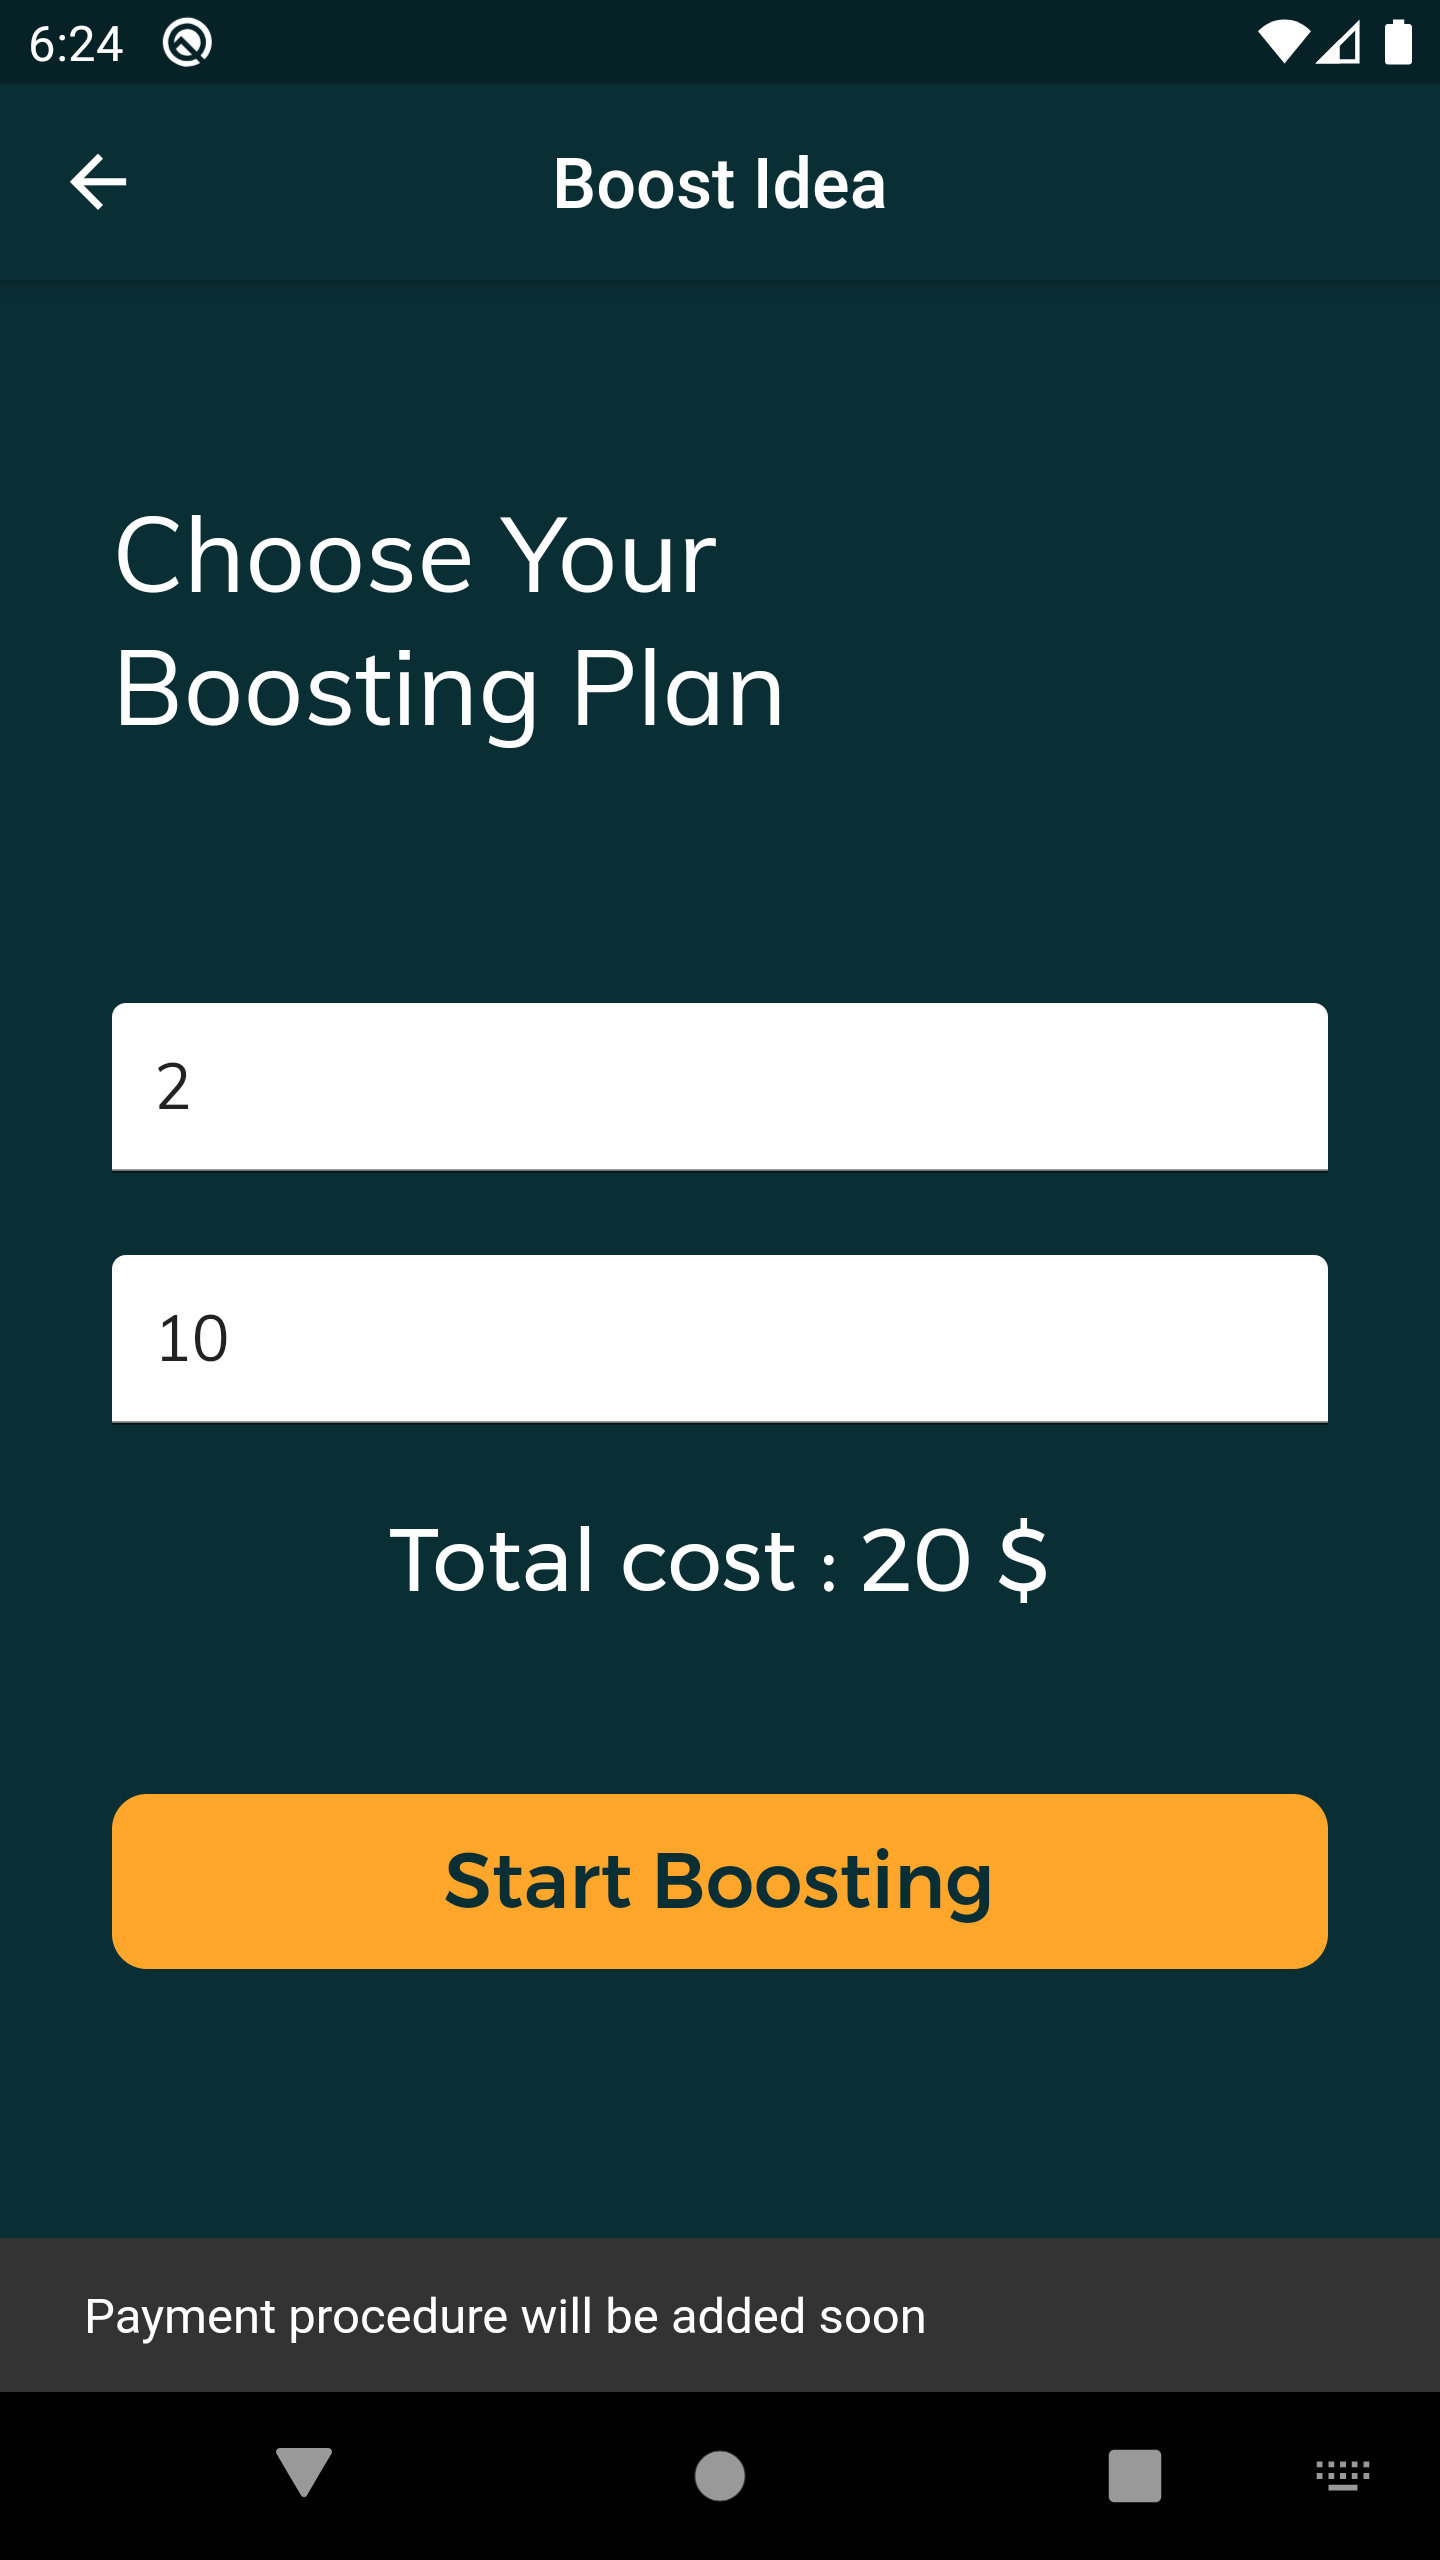 6:24
Boost Idea
Choose Your
Boosting Plan
2
10
Total cost : 20 $
Start Boosting
Payment procedure will be added soon